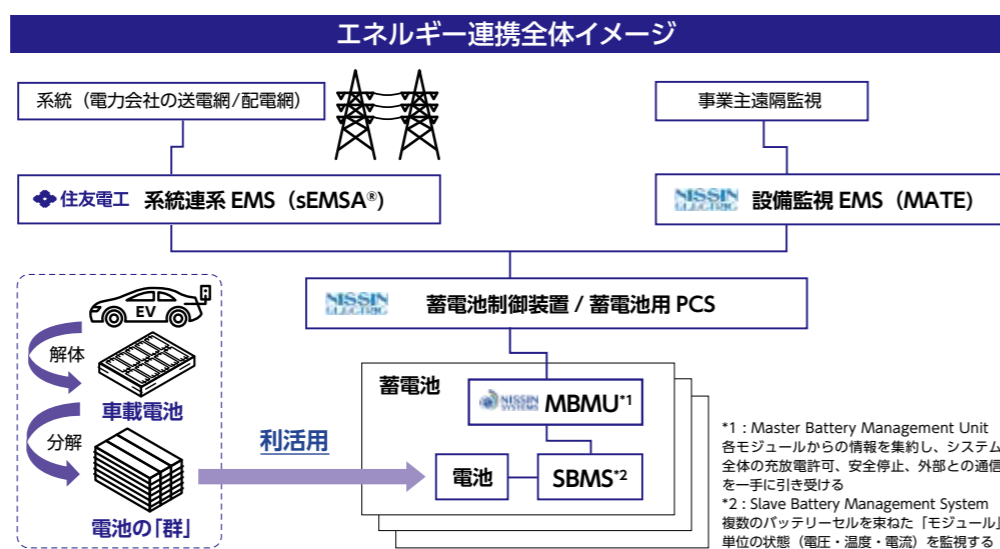 エネルギー連携全体イメージ
系統（電力会社の送電網/配電網）
事業主遠隔監視
住友電工 系統連系 EMS（sEMSA®）
NISSIN ELECTRIC 設備監視 EMS（MATE）
NISSIN ELECTRIC 蓄電池制御装置 / 蓄電池用 PCS
EV
解体
車載電池
分解
電池の「群」
利活用
蓄電池
NISSIN SYSTEMS MBMU*1
電池
SBMS*2
*1：Master Battery Management Unit
各モジュールからの情報を集約し、システム
全体の充放電許可、安全停止、外部との通信
を一手に引き受ける
*2：Slave Battery Management System
複数のバッテリーセルを束ねた「モジュール」
単位の状態（電圧・温度・電流）を監視する